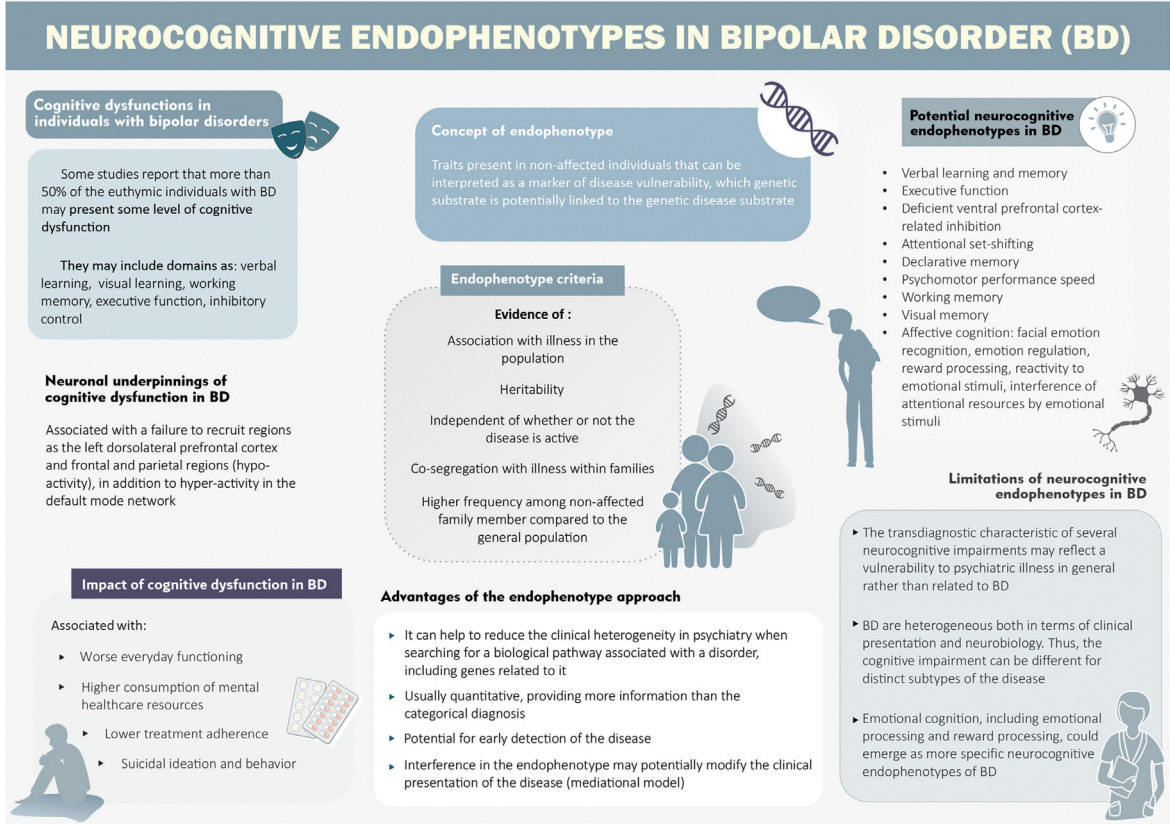 NEUROCOGNITIVE ENDOPHENOTYPES IN BIPOLAR DISORDER (BD)
Cognitive dysfunctions in
individuals with bipolar disorders
Some studies report that more than
50% of the euthymic individuals with BD
may present some level of cognitive
dysfunction
They may include domains as: verbal
learning, visual learning, working
memory, executive function, inhibitory
control
Neuronal underpinnings of
cognitive dysfunction in BD
Associated with a failure to recruit regions
as the left dorsolateral prefrontal cortex
and frontal and parietal regions (hypo-
activity), in addition to hyper-activity in the
default mode network
Impact of cognitive dysfunction in BD
Associated with:
▸ Worse everyday functioning
▸ Higher consumption of mental
healthcare resources
▸ Lower treatment adherence
▸ Suicidal ideation and behavior
Concept of endophenotype
Traits present in non-affected individuals that can be
interpreted as a marker of disease vulnerability, which genetic
substrate is potentially linked to the genetic disease substrate
Endophenotype criteria
Evidence of :
Association with illness in the
population
Heritability
Independent of whether or not the
disease is active
Co-segregation with illness within families
Higher frequency among non-affected
family member compared to the
general population
Advantages of the endophenotype approach
▸ It can help to reduce the clinical heterogeneity in psychiatry when
searching for a biological pathway associated with a disorder,
including genes related to it
▸ Usually quantitative, providing more information than the
categorical diagnosis
▸ Potential for early detection of the disease
▸ Interference in the endophenotype may potentially modify the clinical
presentation of the disease (mediational model)
Potential neurocognitive
endophenotypes in BD
• Verbal learning and memory
• Executive function
• Deficient ventral prefrontal cortex-
related inhibition
• Attentional set-shifting
• Declarative memory
• Psychomotor performance speed
• Working memory
• Visual memory
• Affective cognition: facial emotion
recognition, emotion regulation,
reward processing, reactivity to
emotional stimuli, interference of
attentional resources by emotional
stimuli
Limitations of neurocognitive
endophenotypes in BD
▸ The transdiagnostic characteristic of several
neurocognitive impairments may reflect a
vulnerability to psychiatric illness in general
rather than related to BD
▸ BD are heterogeneous both in terms of clinical
presentation and neurobiology. Thus, the
cognitive impairment can be different for
distinct subtypes of the disease
▸ Emotional cognition, including emotional
processing and reward processing, could
emerge as more specific neurocognitive
endophenotypes of BD